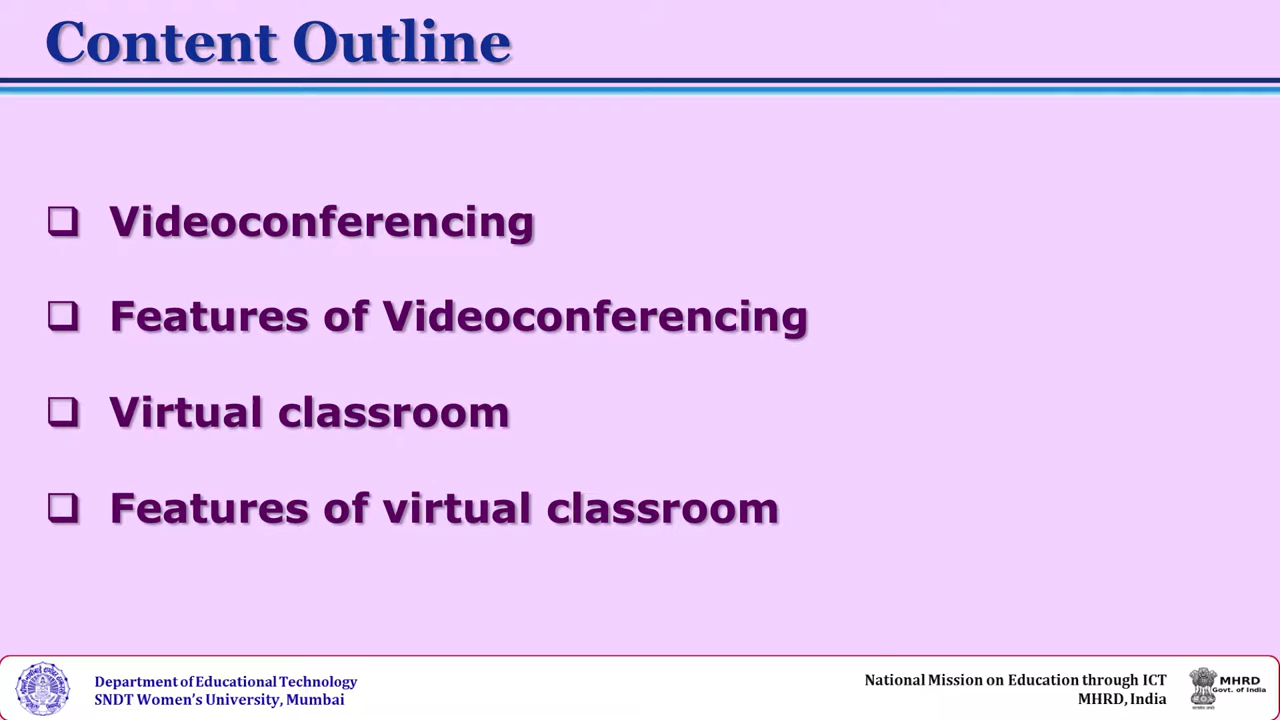 Content Outline
Videoconferencing
Features of Videoconferencing
Virtual classroom
Features of virtual classroom
Department of Educational Technology
SNDT Women's University, Mumbai
National Mission on Education through ICT
MHRD, India
MHRD
Govt. of India